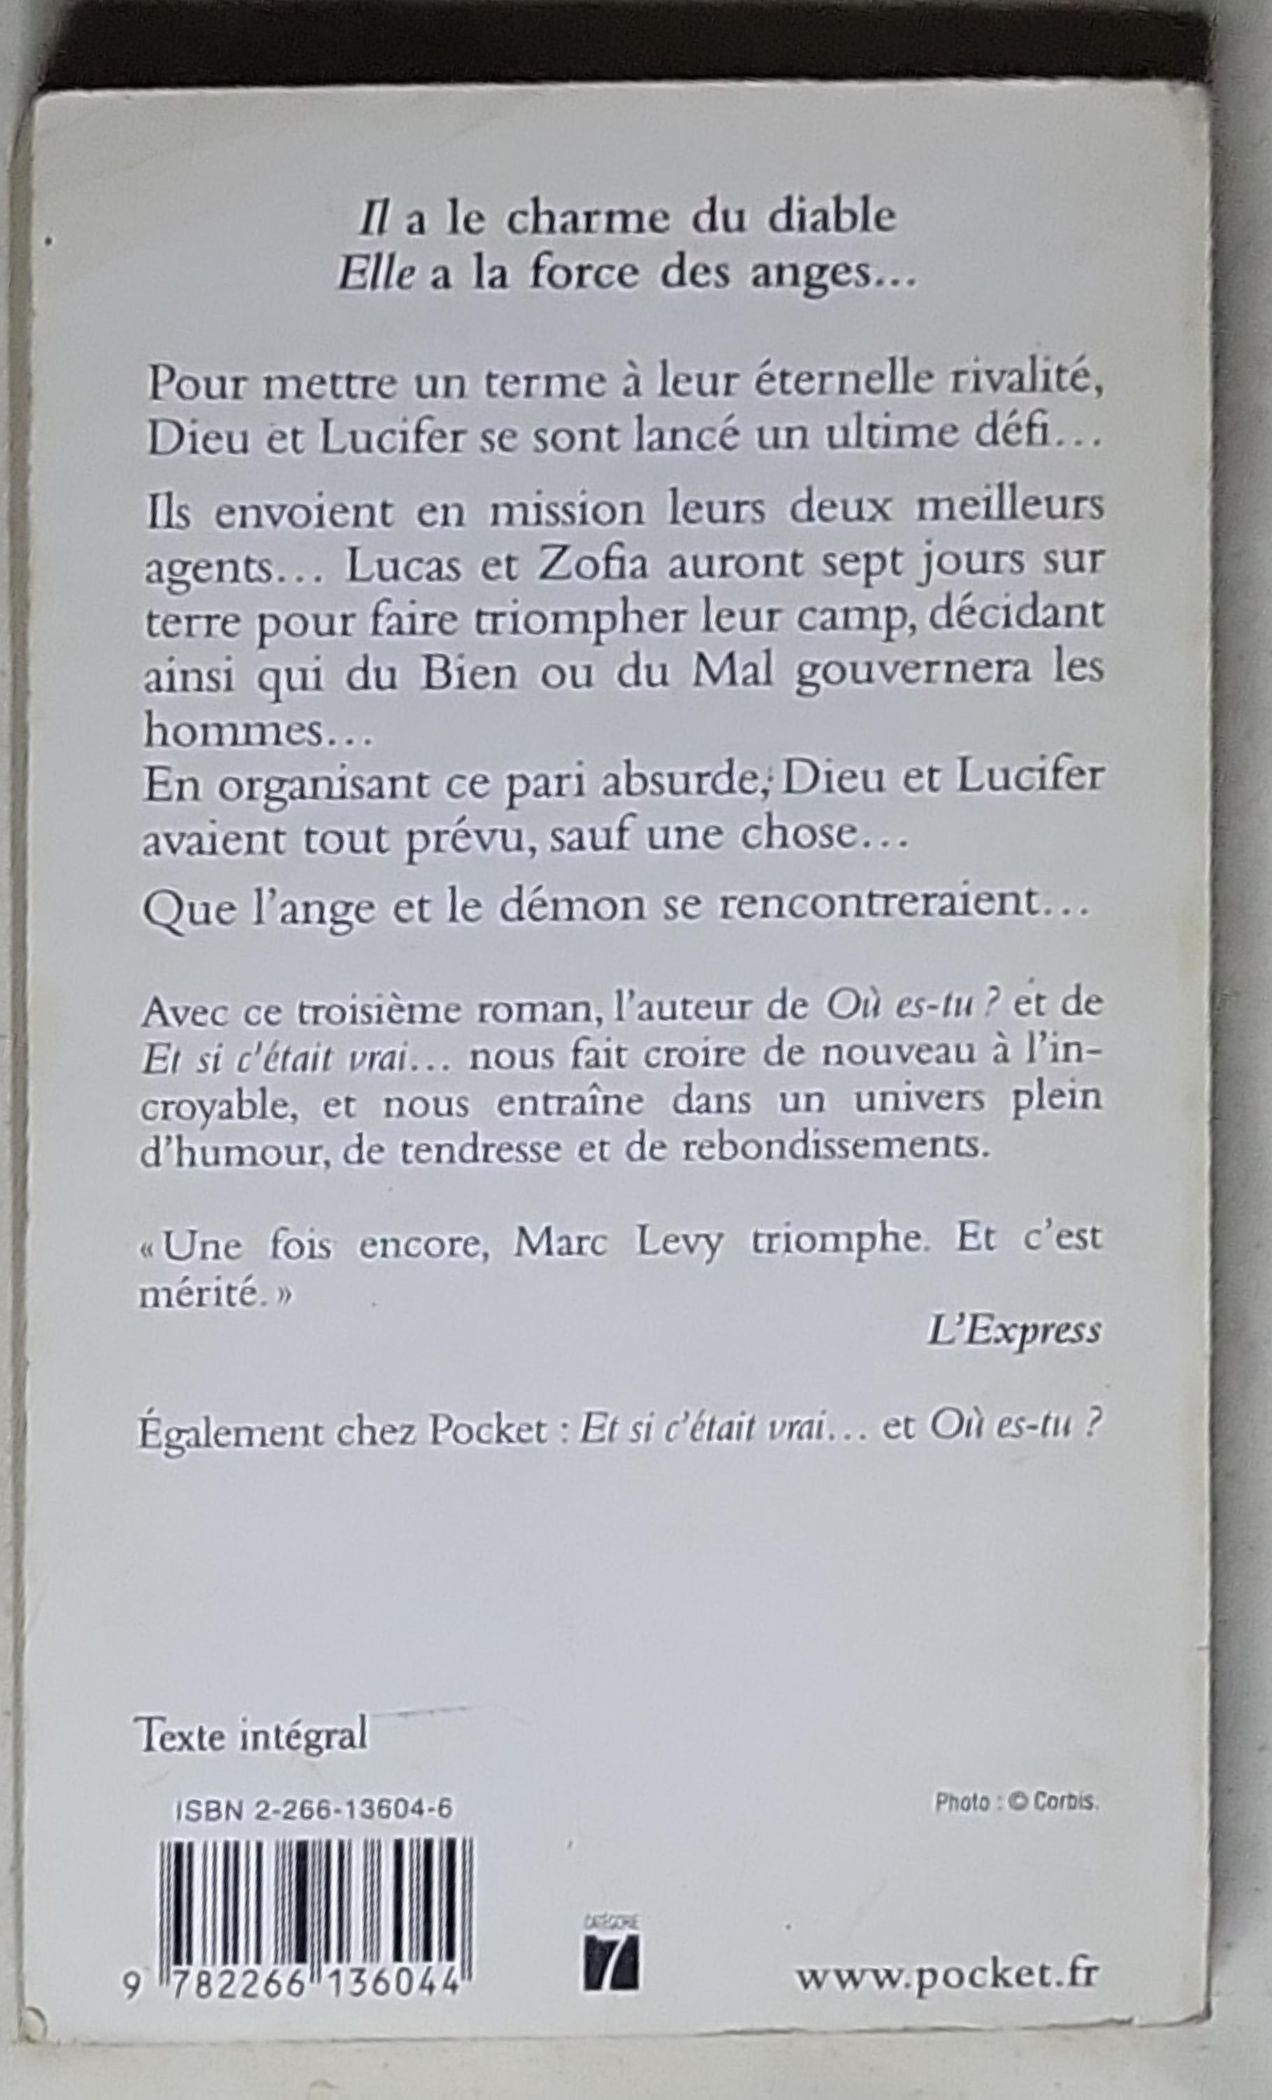 Il a le charme du diable
Elle a la force des anges...
Pour mettre un terme à leur éternelle rivalité,
Dieu et Lucifer se sont lancé un ultime défi...
Ils envoient en mission leurs deux meilleurs
agents... Lucas et Zofia auront sept jours sur
terre pour faire triompher leur camp, décidant
ainsi qui du Bien ou du Mal gouvernera les
hommes...
En organisant ce pari absurde, Dieu et Lucifer
avaient tout prévu, sauf une chose...
Que l'ange et le démon se rencontreraient...
Avec ce troisième roman, l'auteur de Où es-tu ? et de
Et si c'était vrai... nous fait croire de nouveau à l'in-
croyable, et nous entraîne dans un univers plein
d'humour, de tendresse et de rebondissements.
« Une fois encore, Marc Levy triomphe. Et c'est
mérité. »
L'Express
Également chez Pocket : Et si c'était vrai... et Où es-tu ?
Texte intégral
ISBN 2-266-13604-6
Photo : © Corbis.
9 782266 136044
CATÉGORIE
7
www.pocket.fr